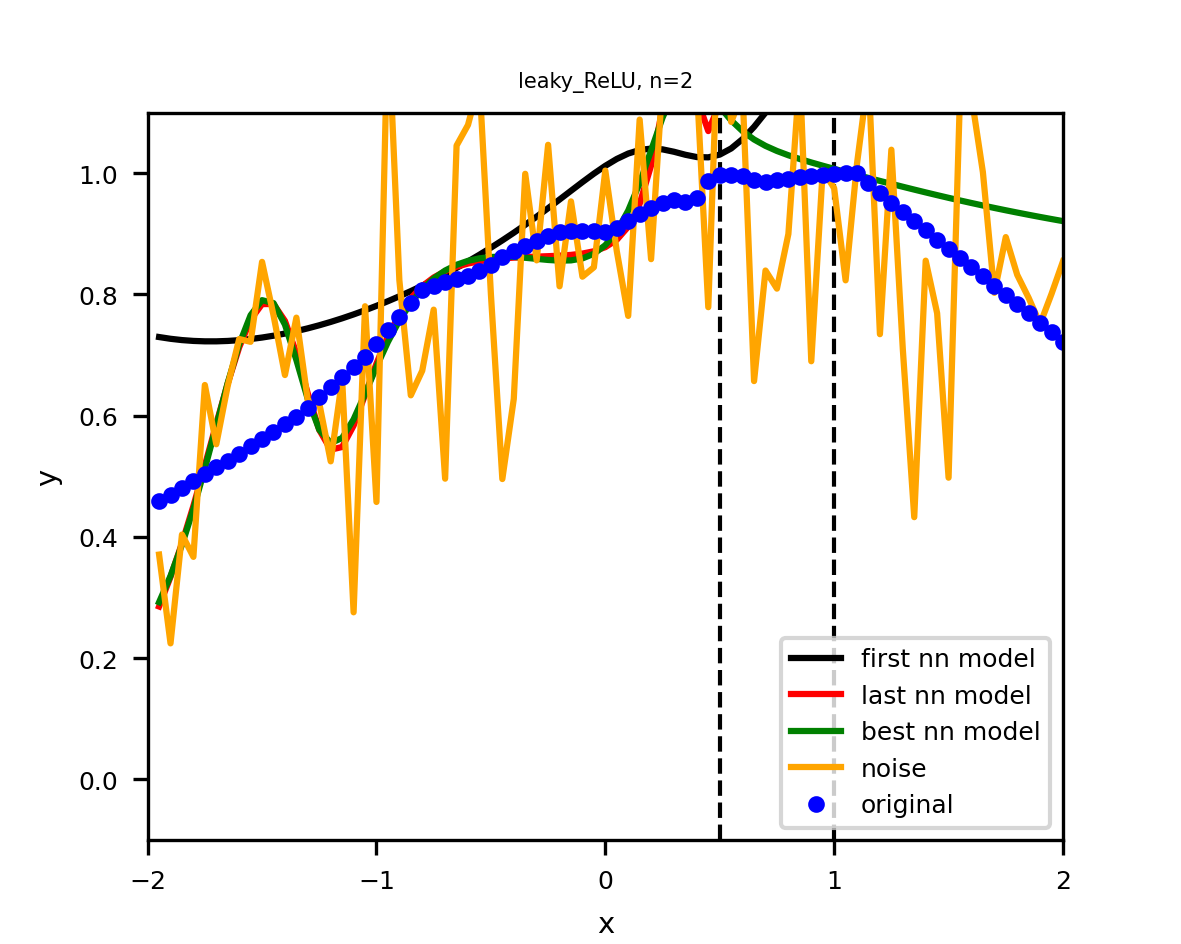 leaky_ReLU, n=2
y
1.0
0.8
0.6
0.4
0.2
0.0
first nn model
last nn model
best nn model
noise
original
−2
−1
0
1
2
x